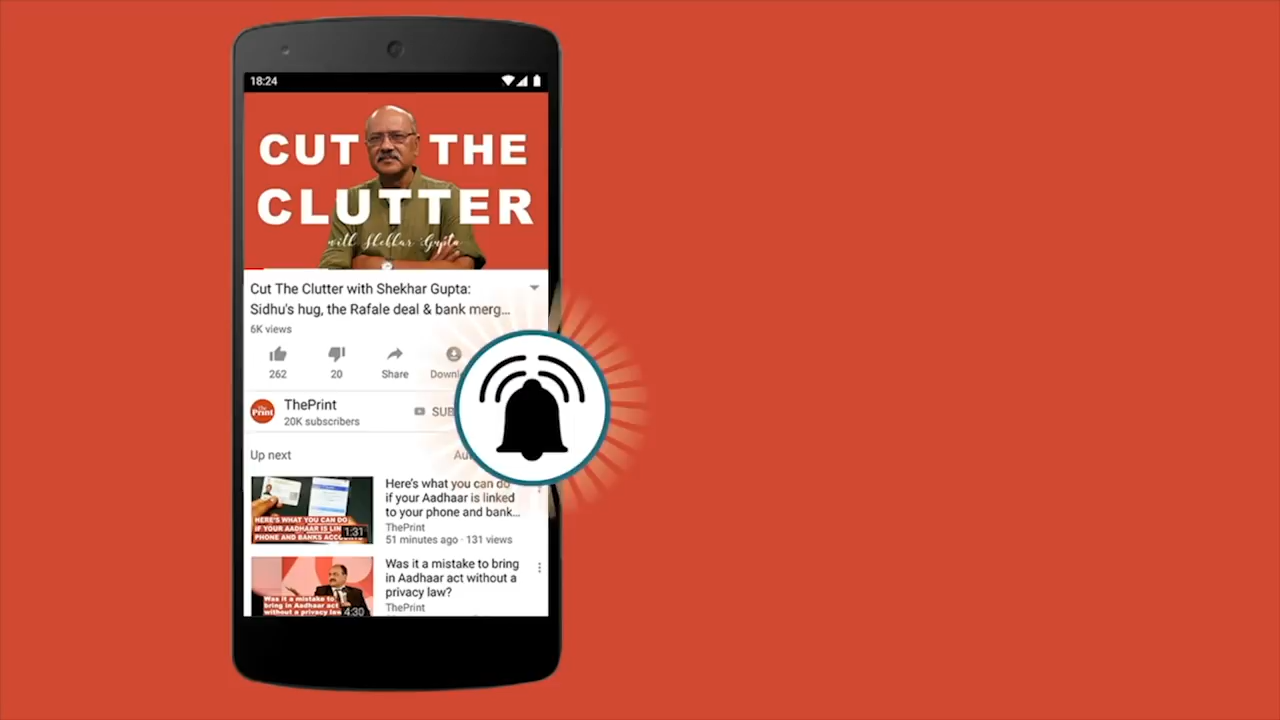 18:24
CUT THE
CLUTTER
with Shekhar Gupta
Cut The Clutter with Shekhar Gupta:
Sidhu's hug, the Rafale deal & bank merg...
6K views
262
20
Share
Downl
The
Print
ThePrint
SUB
20K subscribers
Up next
Au
HERE'S WHAT YOU CAN DO
IF YOUR AADHAAR IS LIN
PHONE AND BANKS ACC
1:31
Here's what you can do
if your Aadhaar is linked
to your phone and bank...
ThePrint
51 minutes ago · 131 views
Was it a mistake to
bring in Aadhaar act
without a privacy law
4:30
Was it a mistake to bring
in Aadhaar act without a
privacy law?
ThePrint